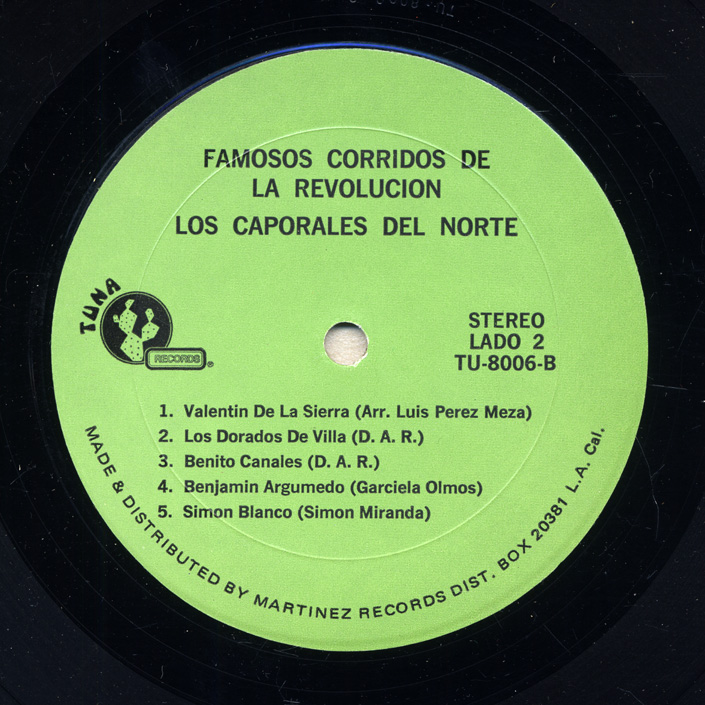 FAMOSOS CORRIDOS DE
LA REVOLUCION
LOS CAPORALES DEL NORTE
TUNA
RECORDS®
STEREO
LADO 2
TU-8006-B
1. Valentin De La Sierra (Arr. Luis Perez Meza)
2. Los Dorados De Villa (D. A. R.)
3. Benito Canales (D. A. R.)
4. Benjamin Argumedo (Garciela Olmos)
5. Simon Blanco (Simon Miranda)
MADE & DISTRIBUTED BY MARTINEZ RECORDS DIST. BOX 20381 L.A. Cal.